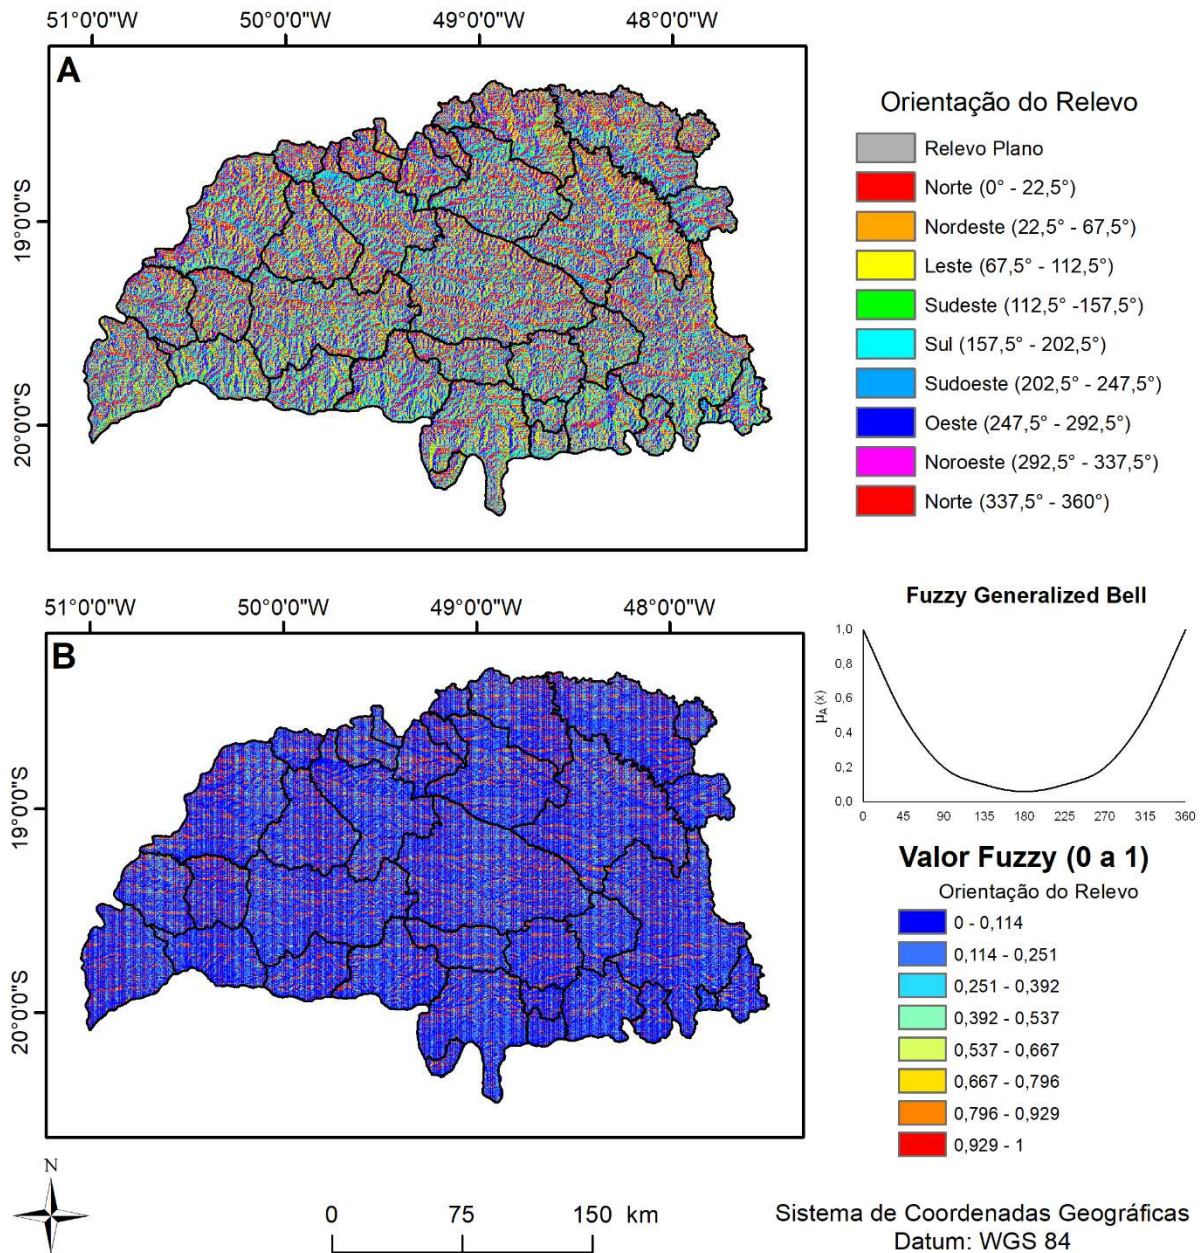 51°0'0"W 50°0'0"W 49°0'0"W 48°0'0"W
A
19°0'0"S
20°0'0"S
Orientação do Relevo
Relevo Plano
Norte (0° - 22,5°)
Nordeste (22,5° - 67,5°)
Leste (67,5° - 112,5°)
Sudeste (112,5° -157,5°)
Sul (157,5° - 202,5°)
Sudoeste (202,5° - 247,5°)
Oeste (247,5° - 292,5°)
Noroeste (292,5° - 337,5°)
Norte (337,5° - 360°)
51°0'0"W 50°0'0"W 49°0'0"W 48°0'0"W
B
19°0'0"S
20°0'0"S
Fuzzy Generalized Bell
1,0
0,8
0,6
0,4
0,2
0,0
μA (x)
0 45 90 135 180 225 270 315 360
Valor Fuzzy (0 a 1)
Orientação do Relevo
0 - 0,114
0,114 - 0,251
0,251 - 0,392
0,392 - 0,537
0,537 - 0,667
0,667 - 0,796
0,796 - 0,929
0,929 - 1
N
0 75 150 km
Sistema de Coordenadas Geográficas
Datum: WGS 84